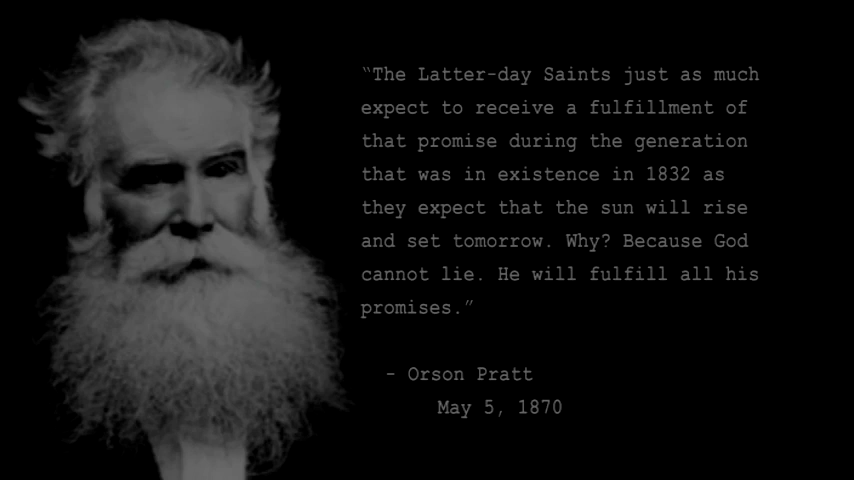 “The Latter-day Saints just as much
expect to receive a fulfillment of
that promise during the generation
that was in existence in 1832 as
they expect that the sun will rise
and set tomorrow. Why? Because God
cannot lie. He will fulfill all his
promises.”
- Orson Pratt
May 5, 1870